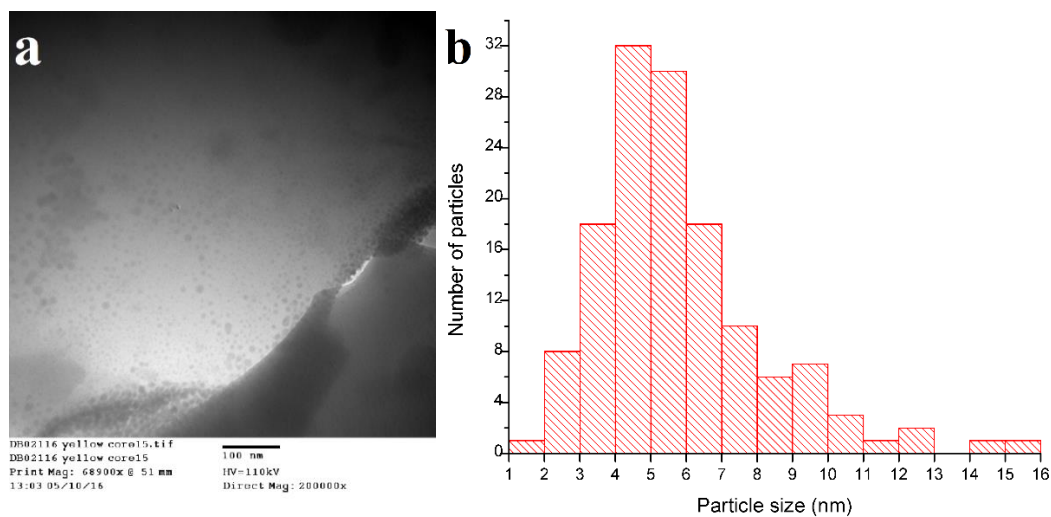 a
DB02116 yellow core15.tif
DB02116 yellow core15
Print Mag: 68900x @ 51 mm
13:03 05/10/16
100 nm
HV=110kV
Direct Mag: 200000x
b
Number of particles
32
28
24
18
14
12
8
4
0
1 2 3 4 5 6 7 8 9 10 11 12 13 14 15 16
Particle size (nm)